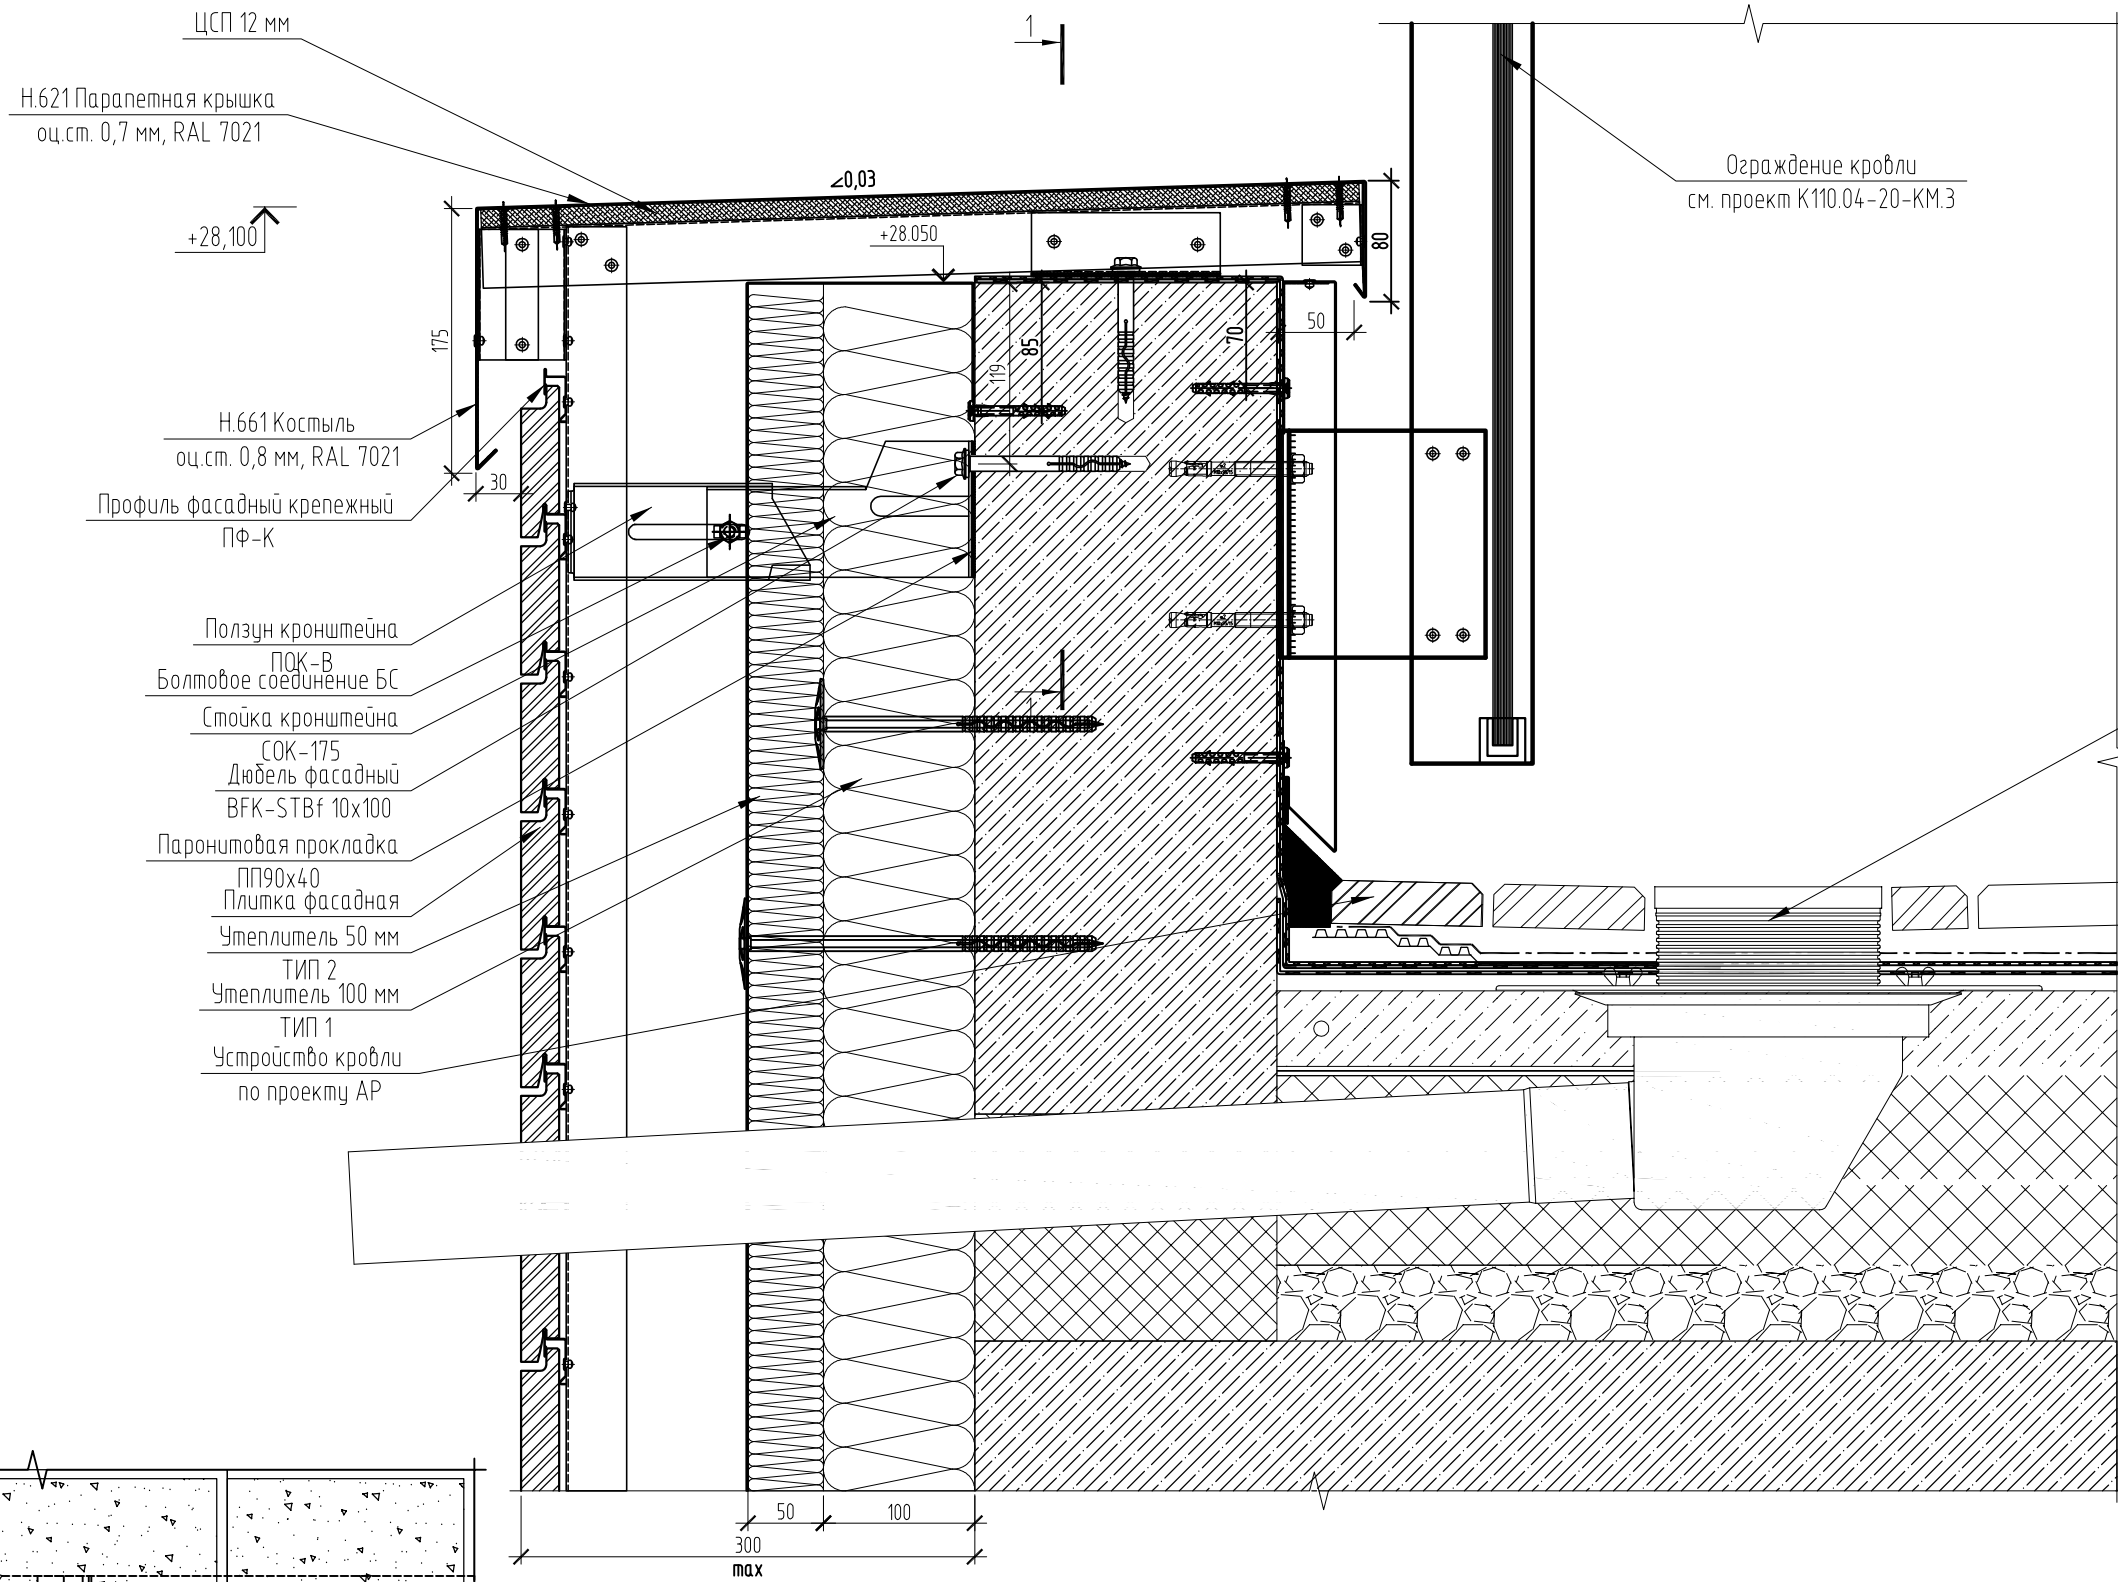 ЦСП 12 мм
1
Н.621 Парапетная крышка
оц.ст. 0,7 мм, RAL 7021
Ограждение кровли
см. проект К110.04-20-КМ.3
∠0,03
+28,100
+28.050
80
175
119
85
70
50
Н.661 Костыль
оц.ст. 0,8 мм, RAL 7021
30
Профиль фасадный крепежный
ПФ-К
Ползун кронштейна
ПОК-В
Болтовое соединение БС
Стойка кронштейна
СОК-175
1
Дюбель фасадный
BFK-STBf 10x100
Паронитовая прокладка
ПП90х40
Плитка фасадная
Утеплитель 50 мм
ТИП 2
Утеплитель 100 мм
ТИП 1
Устройство кровли
по проекту АР
50
100
300
max